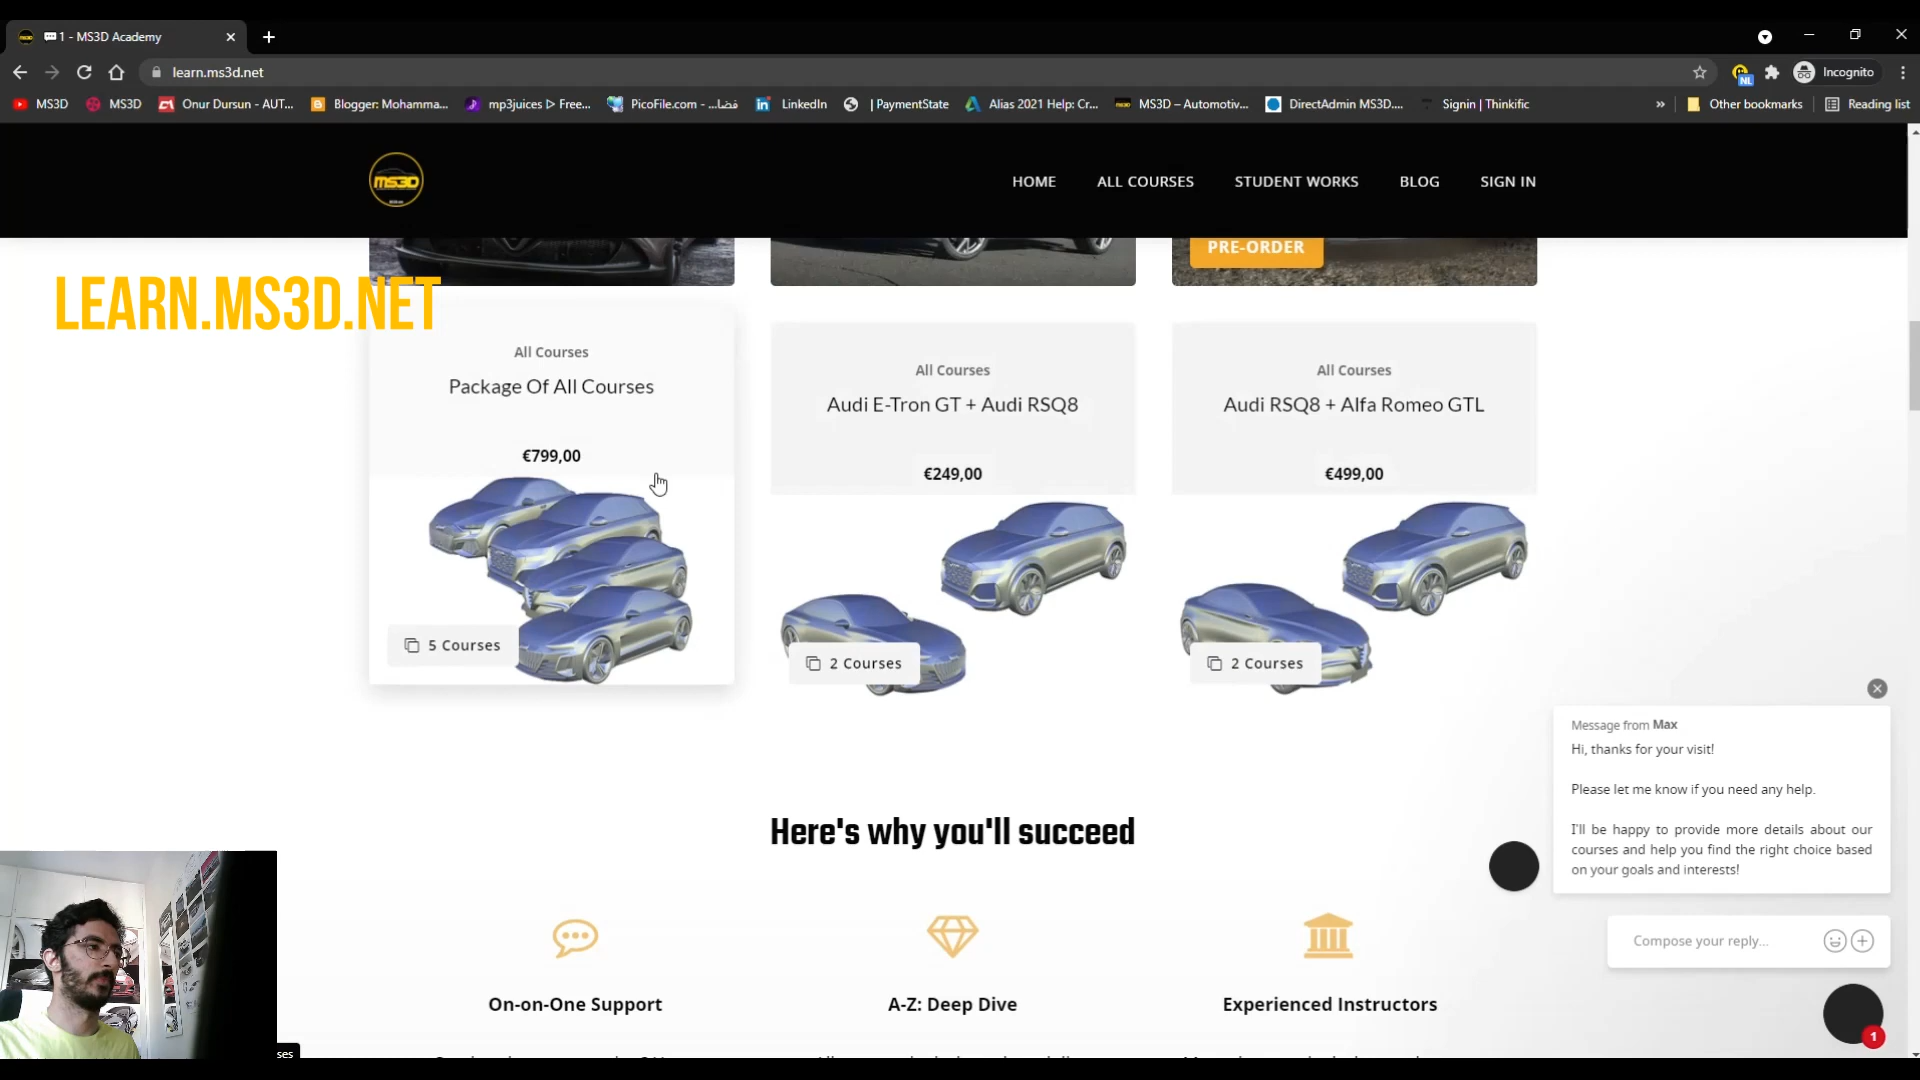 1 - MS3D Academy
learn.ms3d.net
Incognito
MS3D
MS3D
Onur Dursun - AUT...
Blogger: Mohamma...
mp3juices ▷ Free...
PicoFile.com - ...فضا
LinkedIn
| PaymentState
Alias 2021 Help: Cr...
MS3D – Automotiv...
DirectAdmin MS3D....
Signin | Thinkific
»
Other bookmarks
Reading list
NL
MS3D
HOME
ALL COURSES
STUDENT WORKS
BLOG
SIGN IN
PRE-ORDER
LEARN.MS3D.NET
All Courses
Package Of All Courses
€799,00
5 Courses
All Courses
Audi E-Tron GT + Audi RSQ8
€249,00
2 Courses
All Courses
Audi RSQ8 + Alfa Romeo GTL
€499,00
2 Courses
Message from Max
Hi, thanks for your visit!
Please let me know if you need any help.
I'll be happy to provide more details about our
courses and help you find the right choice based
on your goals and interests!
Compose your reply...
1
Here's why you'll succeed
On-on-One Support
A-Z: Deep Dive
Experienced Instructors
ses